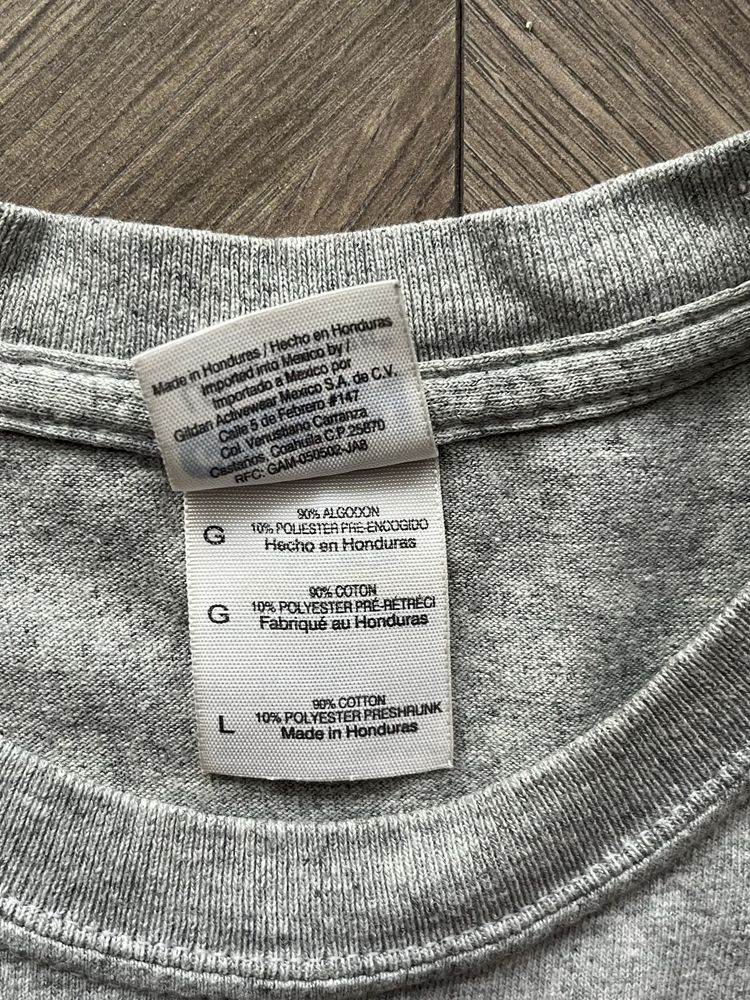 Made in Honduras / Hecho en Honduras
Imported into Mexico by /
Importado a Mexico por
Gildan Activewear Mexico S.A. de C.V.
Calle 5 de Febrero #147
Col. Venustiano Carranza
Castaños, Coahuila C.P. 25870
RFC: GAM-050502-JA8
90% ALGODON
G 10% POLIESTER PRE-ENCOGIDO
Hecho en Honduras
90% COTON
G 10% POLYESTER PRÉ-RÉTRÉCI
Fabriqué au Honduras
90% COTTON
L 10% POLYESTER PRESHRUNK
Made in Honduras